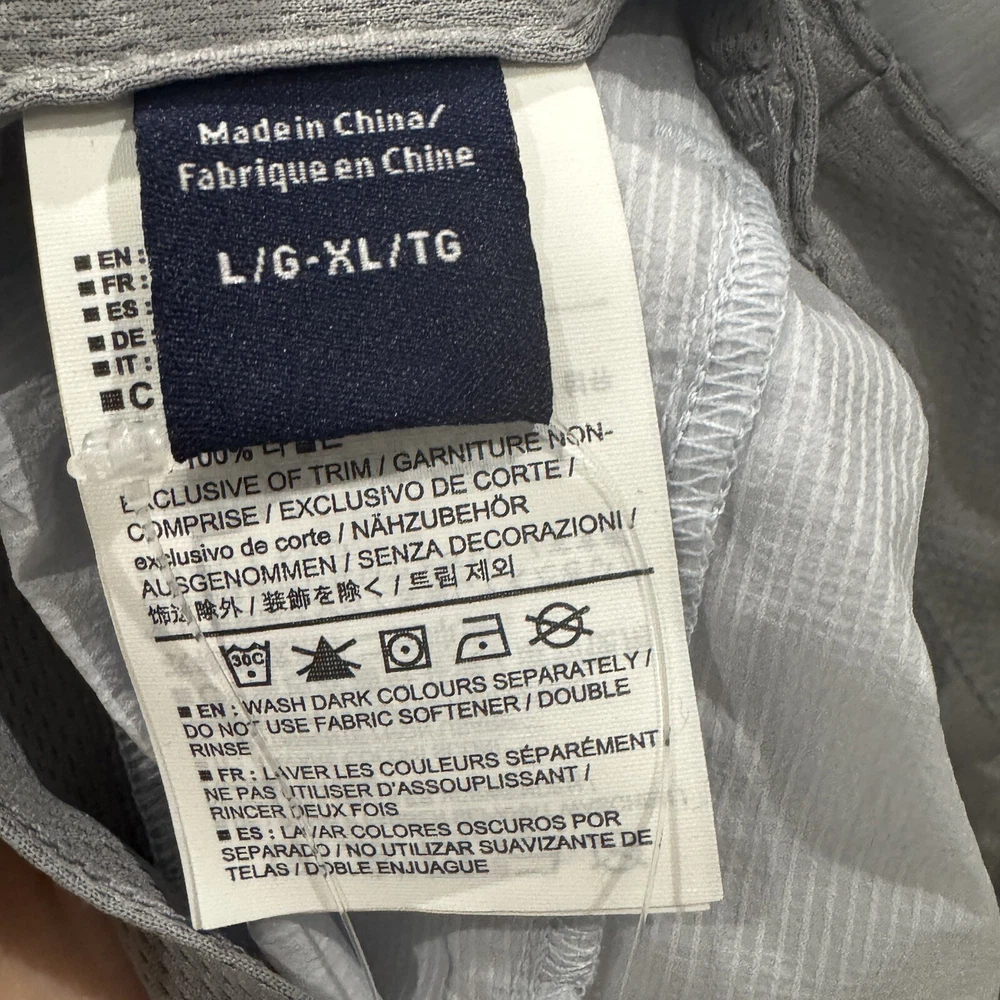 Made in China/
Fabrique en Chine
L/G-XL/TG
EN :
FR :
ES :
DE
IT :
C
100%
EXCLUSIVE OF TRIM / GARNITURE NON-
COMPRISE / EXCLUSIVO DE CORTE /
exclusivo de corte / NÄHZUBEHÖR
AUSGENOMMEN / SENZA DECORAZIONI /
饰边除外 / 装飾を除く / 트림 제외
30C
EN : WASH DARK COLOURS SEPARATELY /
DO NOT USE FABRIC SOFTENER / DOUBLE
RINSE
FR : LAVER LES COULEURS SÉPARÉMENT
NE PAS UTILISER D'ASSOUPLISSANT /
RINCER DEUX FOIS
ES : LAVAR COLORES OSCUROS POR
SEPARADO / NO UTILIZAR SUAVIZANTE DE
TELAS / DOBLE ENJUAGUE